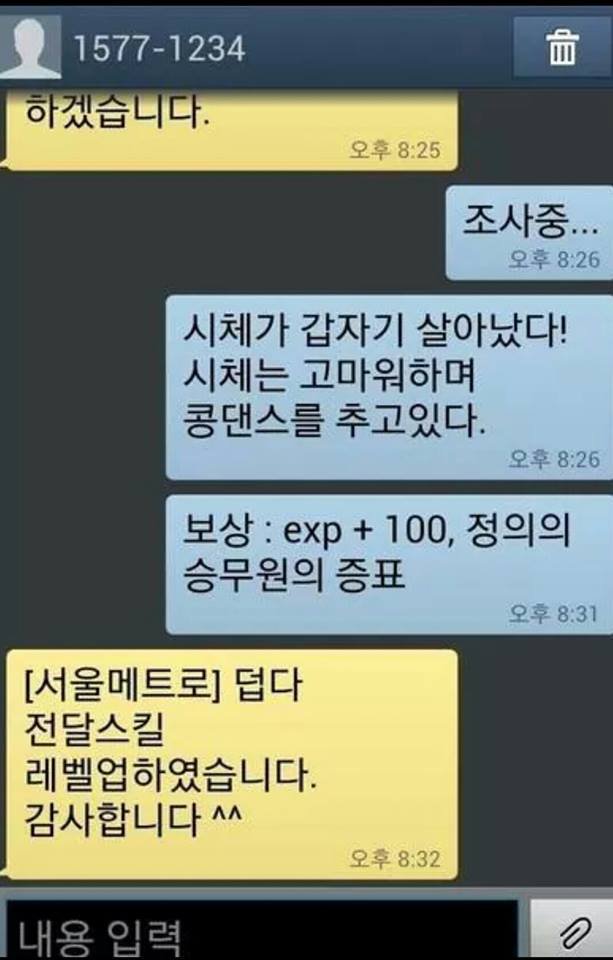 1577-1234
하겠습니다.
오후 8:25
조사중...
오후 8:26
시체가 갑자기 살아났다!
시체는 고마워하며
콩댄스를 추고있다.
오후 8:26
보상 : exp + 100, 정의의
승무원의 증표
오후 8:31
[서울메트로] 덥다
전달스킬
레벨업하였습니다.
감사합니다 ^^
오후 8:32
내용 입력